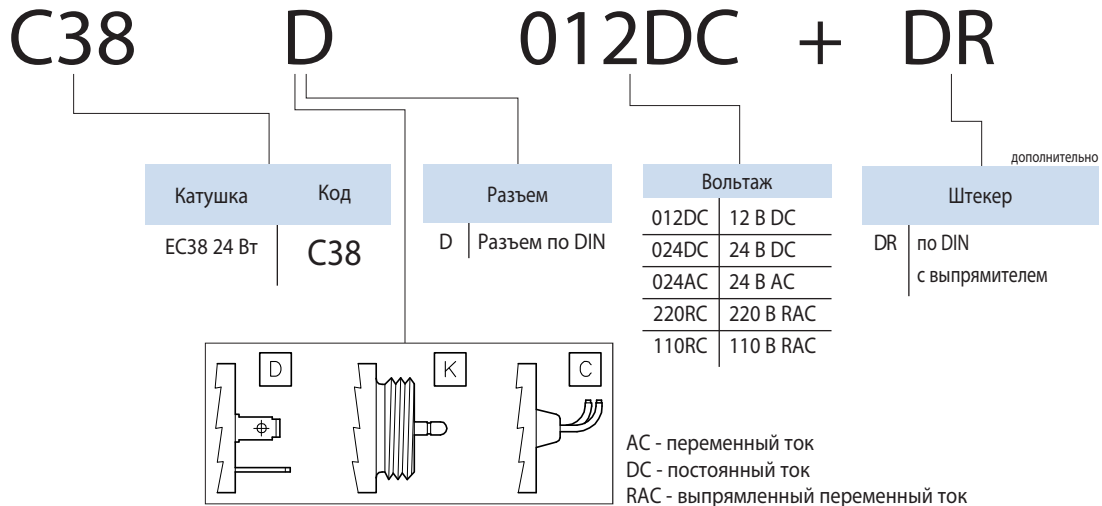 C38 D 012DC + DR
дополнительно
Катушка Код
EC38 24 Вт C38
Разъем
D Разъем по DIN
Вольтаж
012DC 12 В DC
024DC 24 В DC
024AC 24 В AC
220RC 220 В RAC
110RC 110 В RAC
Штекер
DR по DIN
с выпрямителем
D K C
AC - переменный ток
DC - постоянный ток
RAC - выпрямленный переменный ток